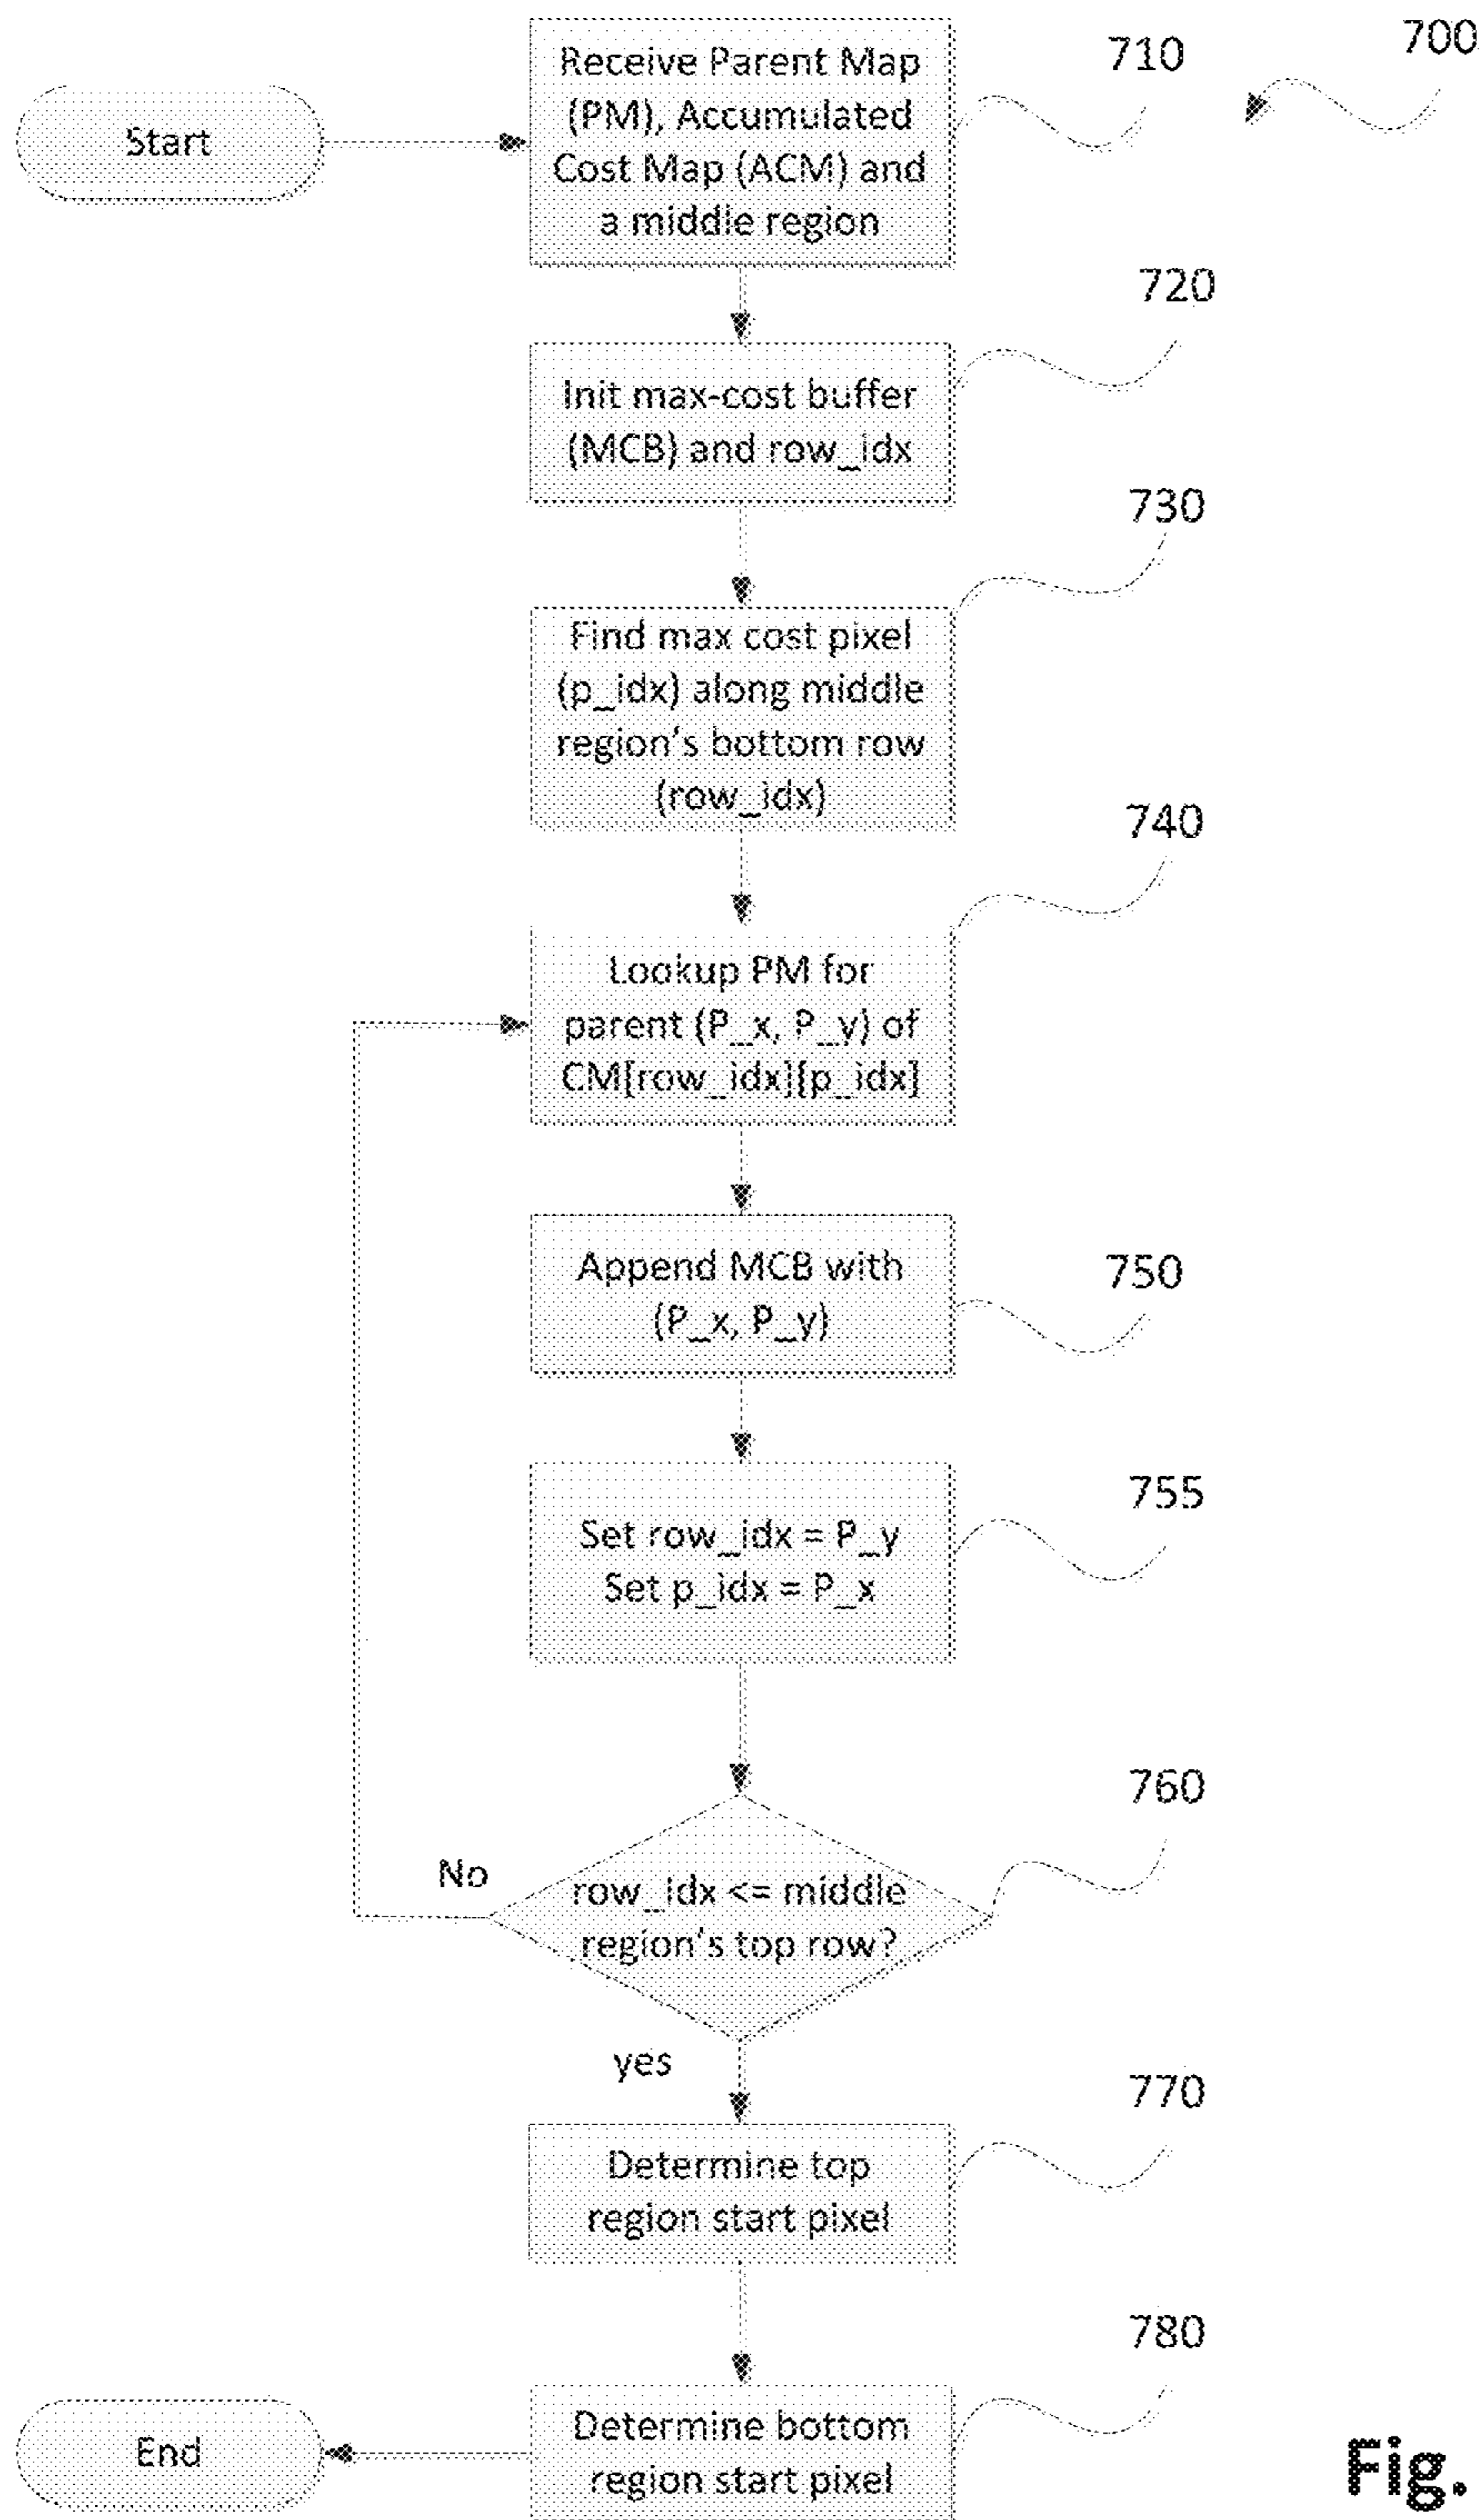 700
710
Start
Receive Parent Map
(PM), Accumulated
Cost Map (ACM) and
a middle region
720
Init max-cost buffer
(MCB) and row_idx
730
Find max cost pixel
(p_idx) along middle
region's bottom row
(row_idx)
740
Lookup PM for
parent (P_x, P_y) of
CM[row_idx][p_idx]
750
Append MCB with
(P_x, P_y)
755
Set row_idx = P_y
Set p_idx = P_x
760
No
row_idx <= middle
region's top row?
yes
770
Determine top
region start pixel
780
Determine bottom
region start pixel
End
Fig.